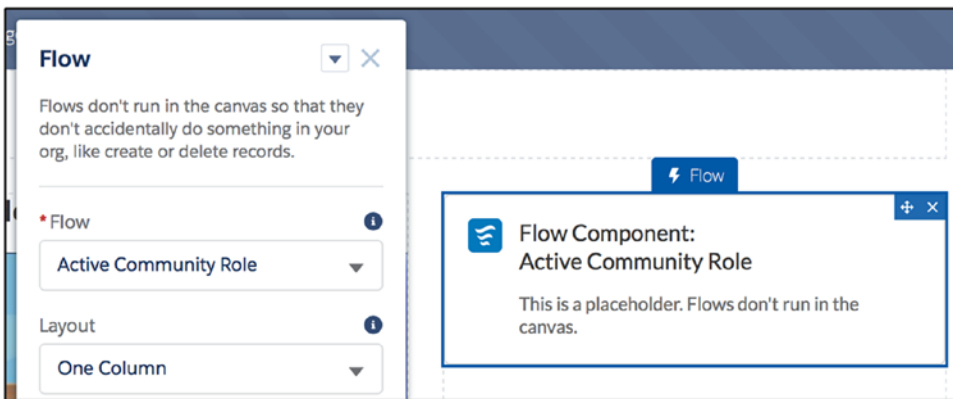 Flow
Flows don't run in the canvas so that they
don't accidentally do something in your
org, like create or delete records.
*Flow
Active Community Role
Layout
One Column
Flow
Flow Component:
Active Community Role
This is a placeholder. Flows don't run in the
canvas.